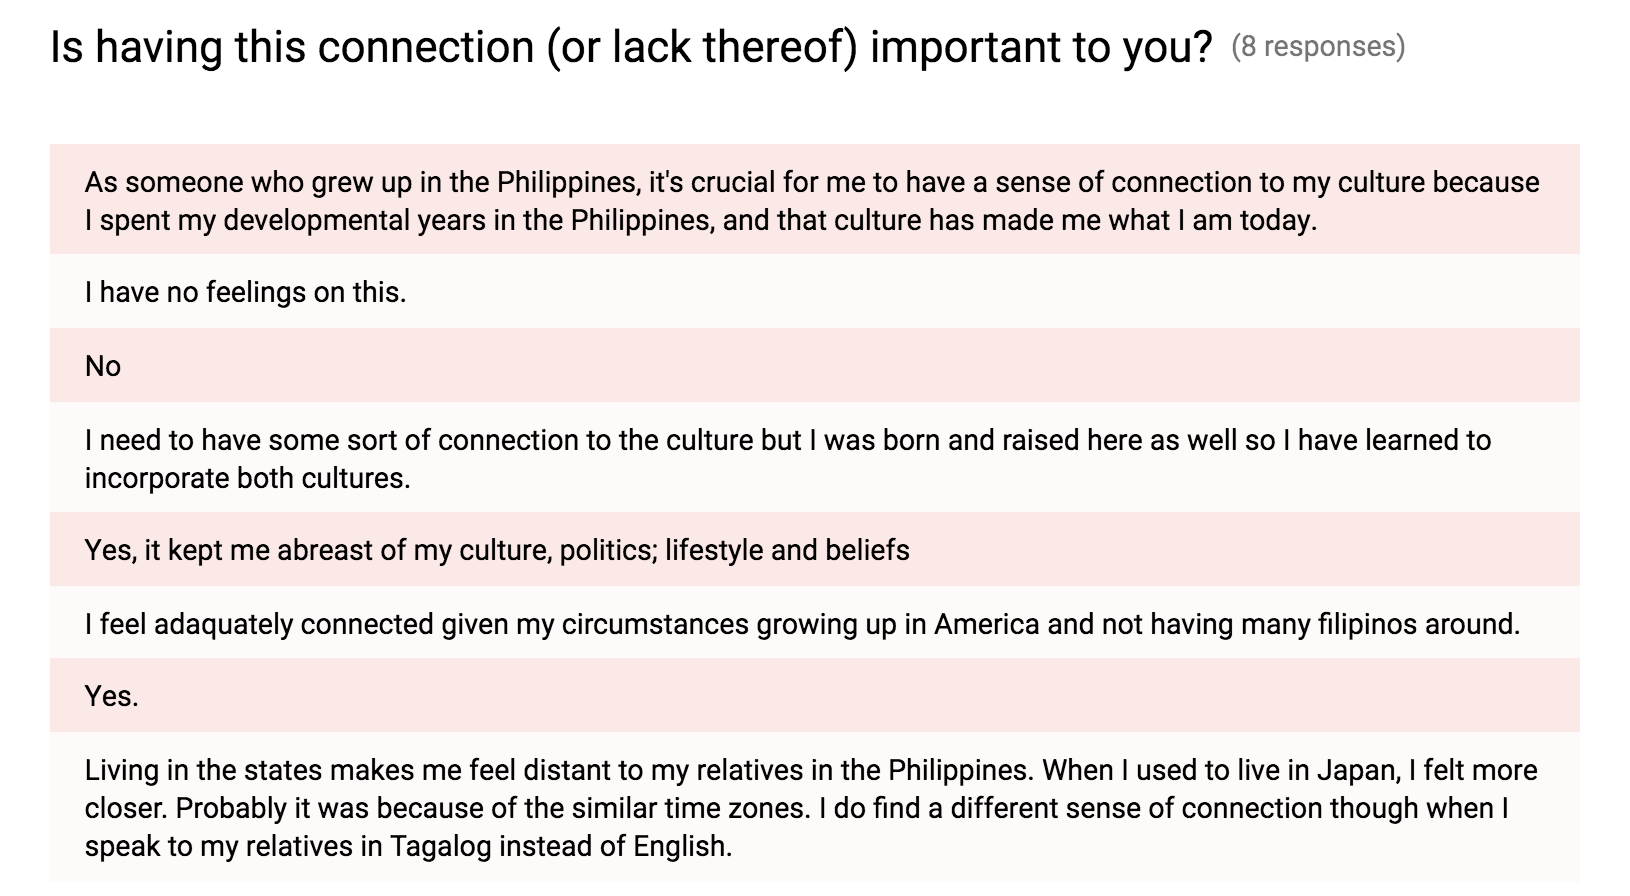 Is having this connection (or lack thereof) important to you? (8 responses)
As someone who grew up in the Philippines, it's crucial for me to have a sense of connection to my culture because
I spent my developmental years in the Philippines, and that culture has made me what I am today.
I have no feelings on this.
No
I need to have some sort of connection to the culture but I was born and raised here as well so I have learned to
incorporate both cultures.
Yes, it kept me abreast of my culture, politics; lifestyle and beliefs
I feel adaquately connected given my circumstances growing up in America and not having many filipinos around.
Yes.
Living in the states makes me feel distant to my relatives in the Philippines. When I used to live in Japan, I felt more
closer. Probably it was because of the similar time zones. I do find a different sense of connection though when I
speak to my relatives in Tagalog instead of English.